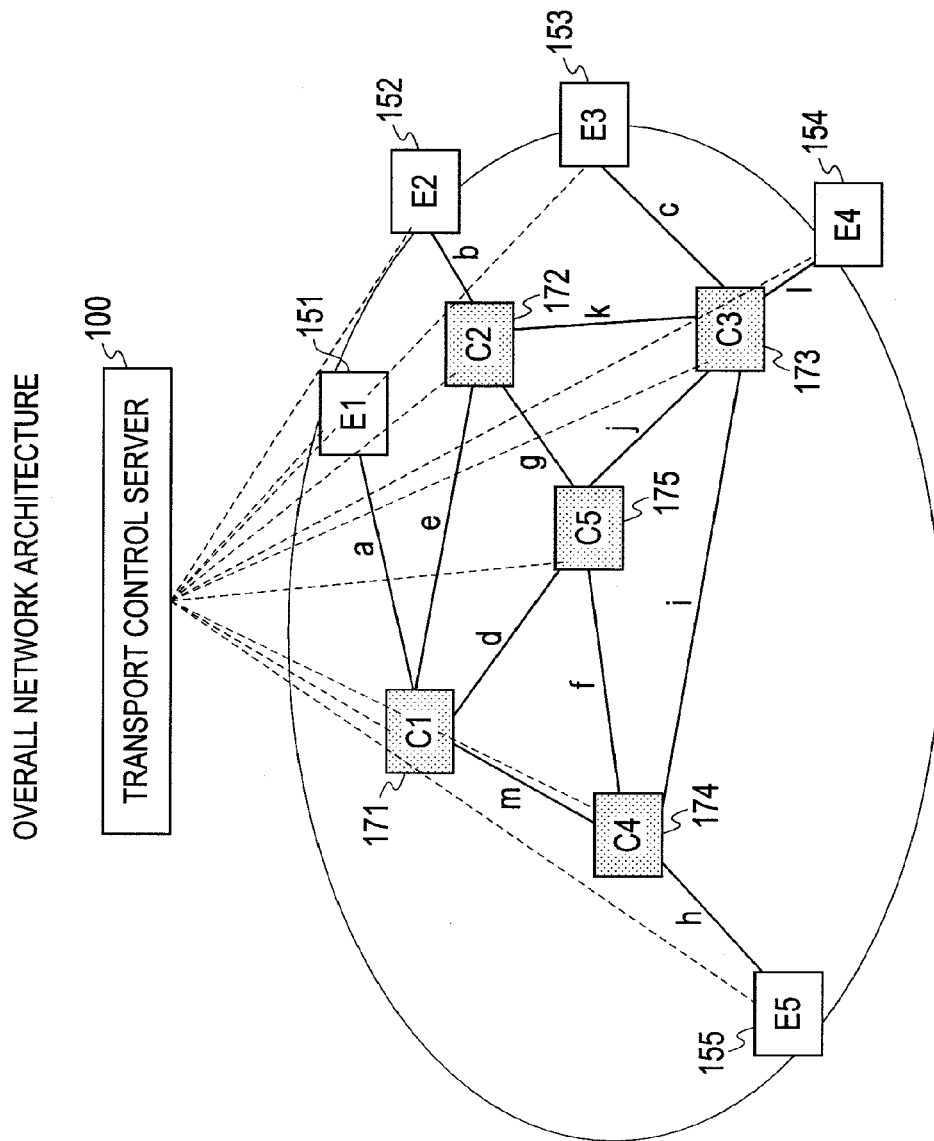 OVERALL NETWORK ARCHITECTURE
100
TRANSPORT CONTROL SERVER
152
E2
153
E3
151
E1
b
172
C2
a
e
c
k
154
E4
171
C1
g
l
175
C5
j
C3
173
d
m
f
i
174
C4
h
155
E5